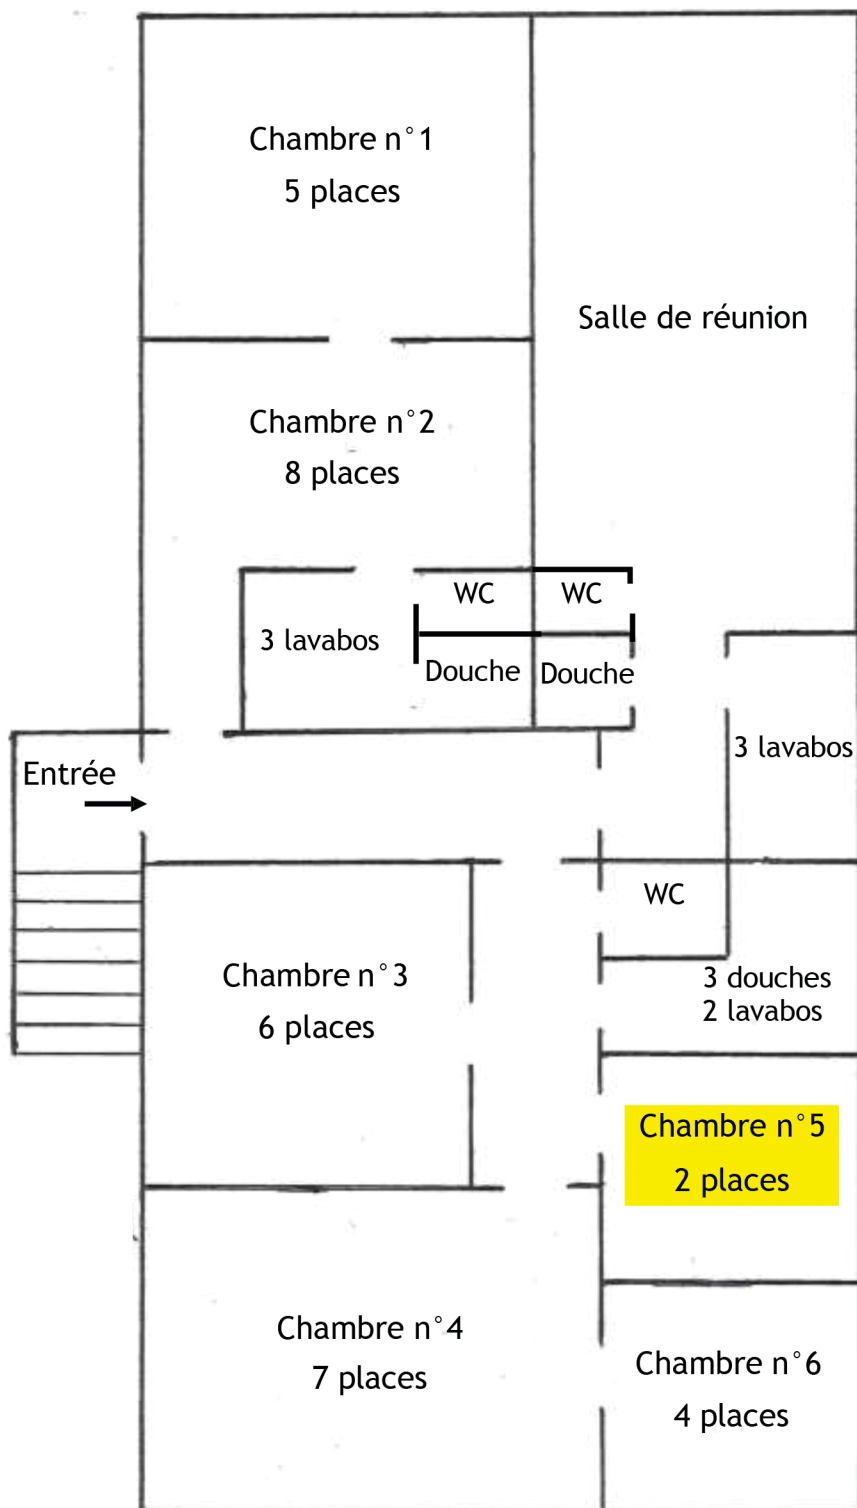 Chambre n°1
5 places
Salle de réunion
Chambre n°2
8 places
WC
WC
3 lavabos
Douche
Douche
3 lavabos
Entrée
WC
Chambre n°3
6 places
3 douches
2 lavabos
Chambre n°5
2 places
Chambre n°4
7 places
Chambre n°6
4 places